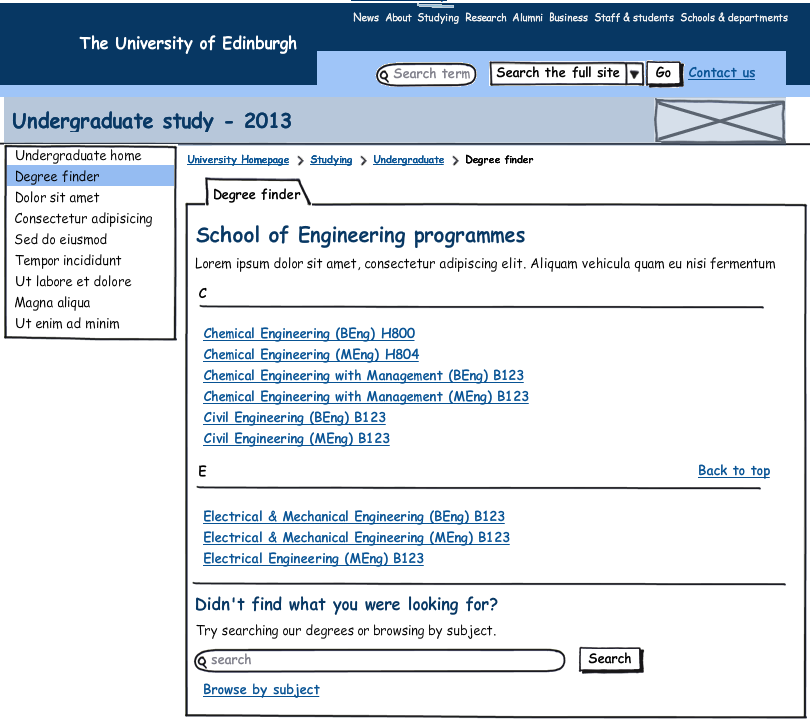 News About Studying Research Alumni Business Staff & students Schools & departments
The University of Edinburgh
Search term
Search the full site
Go
Contact us
Undergraduate study - 2013
Undergraduate home
Degree finder
Dolor sit amet
Consectetur adipisicing
Sed do eiusmod
Tempor incididunt
Ut labore et dolore
Magna aliqua
Ut enim ad minim
University Homepage > Studying > Undergraduate > Degree finder
Degree finder
School of Engineering programmes
Lorem ipsum dolor sit amet, consectetur adipiscing elit. Aliquam vehicula quam eu nisi fermentum
C
Chemical Engineering (BEng) H800
Chemical Engineering (MEng) H804
Chemical Engineering with Management (BEng) B123
Chemical Engineering with Management (MEng) B123
Civil Engineering (BEng) B123
Civil Engineering (MEng) B123
E
Back to top
Electrical & Mechanical Engineering (BEng) B123
Electrical & Mechanical Engineering (MEng) B123
Electrical Engineering (MEng) B123
Didn't find what you were looking for?
Try searching our degrees or browsing by subject.
search
Search
Browse by subject